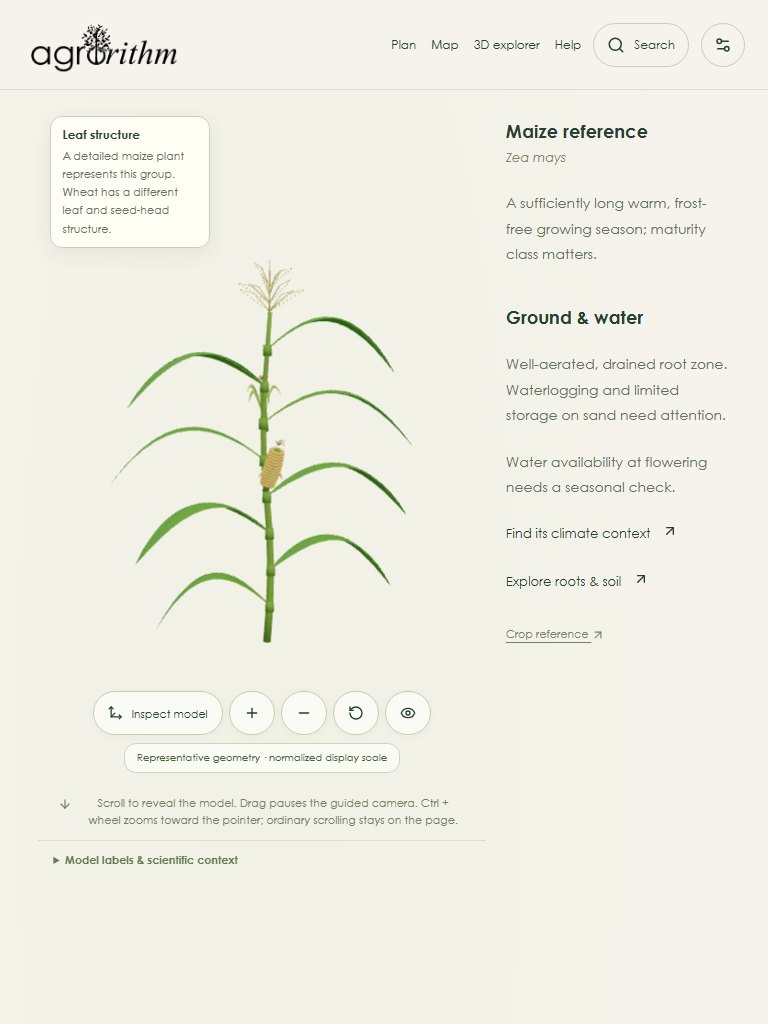 agrorithm
Plan
Map
3D explorer
Help
Search
Leaf structure
A detailed maize plant
represents this group.
Wheat has a different
leaf and seed-head
structure.
Maize reference
Zea mays
A sufficiently long warm, frost-
free growing season; maturity
class matters.
Ground & water
Well-aerated, drained root zone.
Waterlogging and limited
storage on sand need attention.
Water availability at flowering
needs a seasonal check.
Find its climate context
Explore roots & soil
Crop reference
Inspect model
Representative geometry · normalized display scale
Scroll to reveal the model. Drag pauses the guided camera. Ctrl +
wheel zooms toward the pointer; ordinary scrolling stays on the page.
Model labels & scientific context